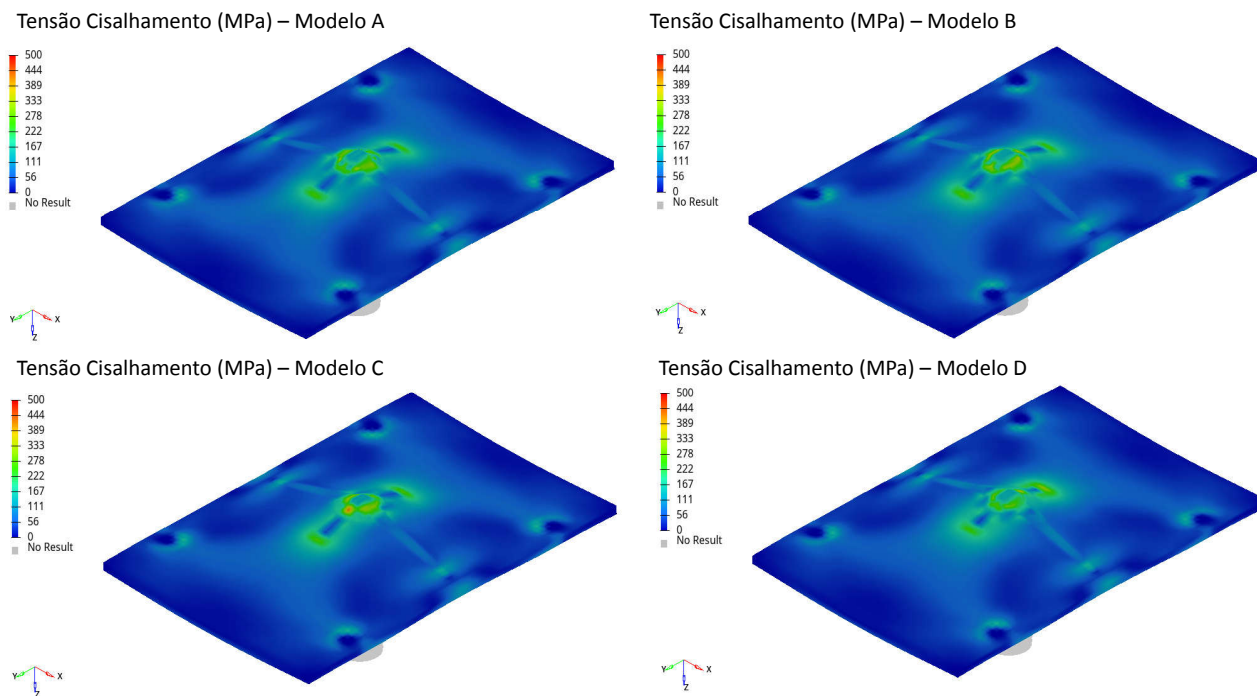 Tensão Cisalhamento (MPa) – Modelo A
500
444
389
333
278
222
167
111
56
0
No Result
Y
X
Z
Tensão Cisalhamento (MPa) – Modelo B
500
444
389
333
278
222
167
111
56
0
No Result
Y
X
Z
Tensão Cisalhamento (MPa) – Modelo C
500
444
389
333
278
222
167
111
56
0
No Result
Y
X
Z
Tensão Cisalhamento (MPa) – Modelo D
500
444
389
333
278
222
167
111
56
0
No Result
Y
X
Z